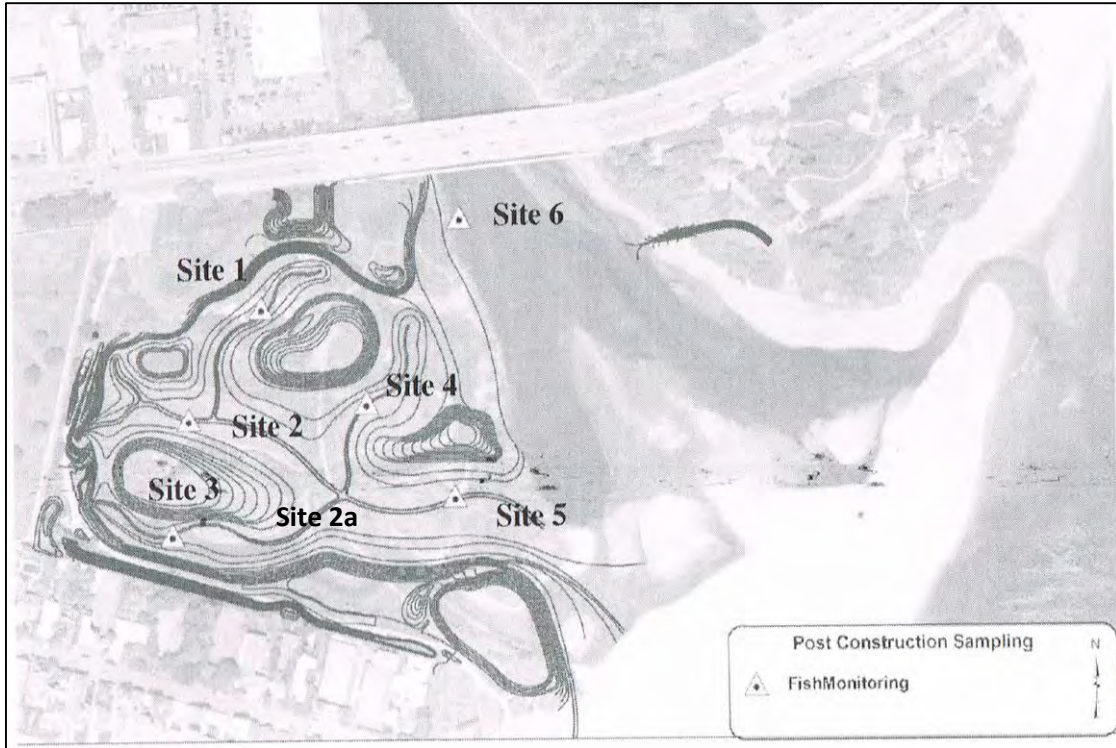 Site 6
Site 1
Site 4
Site 2
Site 3
Site 2a
Site 5
Post Construction Sampling
N
FishMonitoring